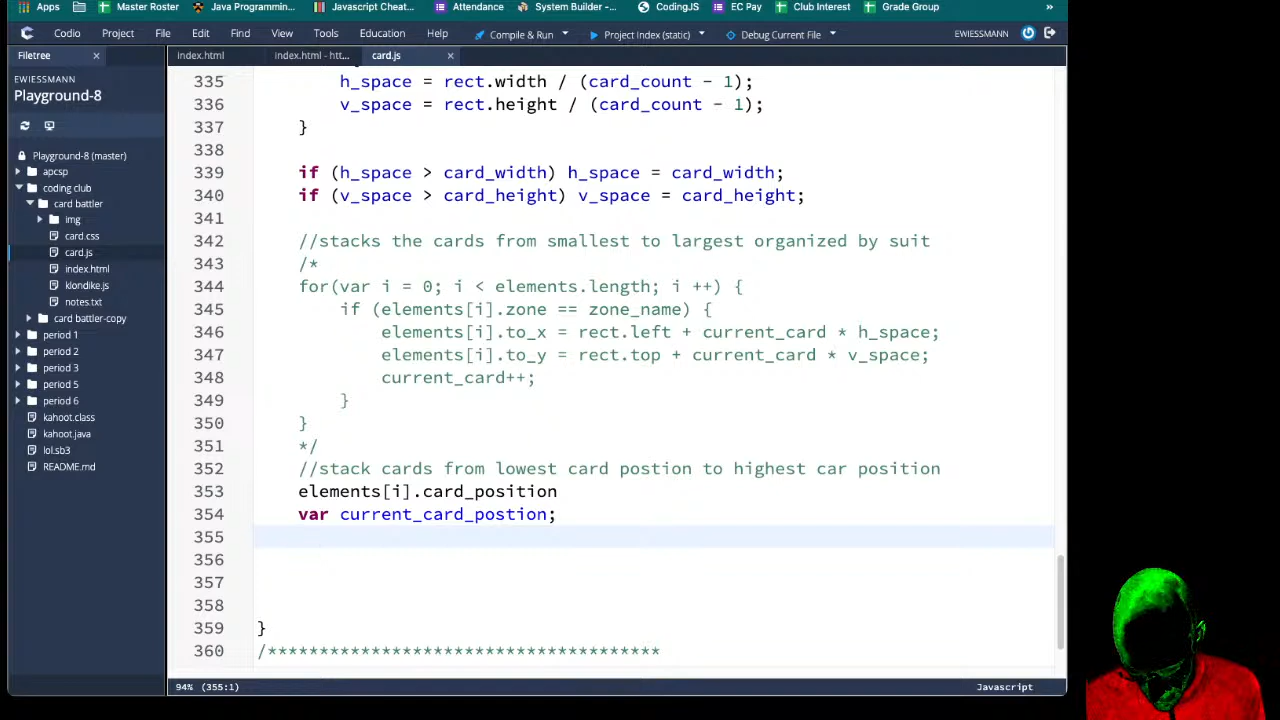 Apps Master Roster Java Programmin... Javascript Cheat... Attendance System Builder -... CodingJS EC Pay Club Interest Grade Group »
Codio Project File Edit Find View Tools Education Help Compile & Run Project Index (static) Debug Current File EWIESSMANN
Filetree × index.html index.html - htt... card.js ×
EWIESSMANN
Playground-8
Playground-8 (master)
apcsp
coding club
card battler
img
card.css
card.js
index.html
klondike.js
notes.txt
card battler-copy
period 1
period 2
period 3
period 5
period 6
kahoot.class
kahoot.java
lol.sb3
README.md
335 h_space = rect.width / (card_count - 1);
336 v_space = rect.height / (card_count - 1);
337 }
338
339 if (h_space > card_width) h_space = card_width;
340 if (v_space > card_height) v_space = card_height;
341
342 //stacks the cards from smallest to largest organized by suit
343 /*
344 for(var i = 0; i < elements.length; i ++) {
345 if (elements[i].zone == zone_name) {
346 elements[i].to_x = rect.left + current_card * h_space;
347 elements[i].to_y = rect.top + current_card * v_space;
348 current_card++;
349 }
350 }
351 */
352 //stack cards from lowest card postion to highest car position
353 elements[i].card_position
354 var current_card_postion;
355
356
357
358
359 }
360 /**************************************
94% (355:1) Javascript